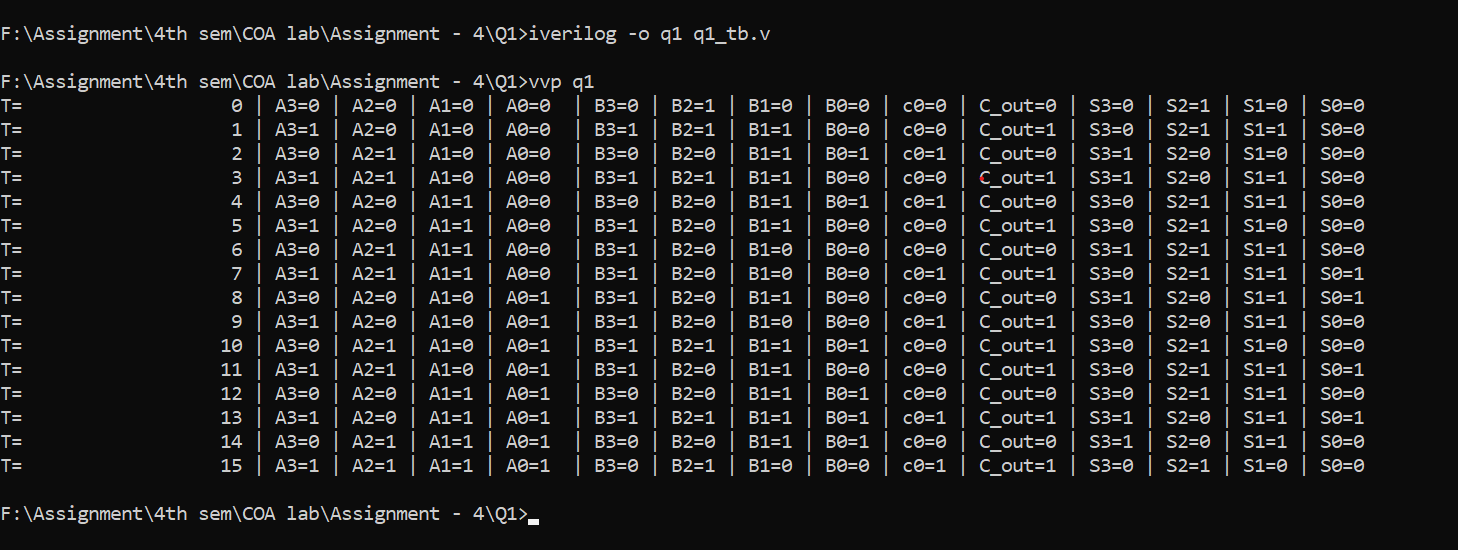 F:\Assignment\4th sem\COA lab\Assignment - 4\Q1>iverilog -o q1 q1_tb.v
F:\Assignment\4th sem\COA lab\Assignment - 4\Q1>vvp q1
T=                   0 | A3=0 | A2=0 | A1=0 | A0=0  | B3=0 | B2=1 | B1=0 | B0=0 | c0=0 | C_out=0 | S3=0 | S2=1 | S1=0 | S0=0
T=                   1 | A3=1 | A2=0 | A1=0 | A0=0  | B3=1 | B2=1 | B1=1 | B0=0 | c0=0 | C_out=1 | S3=0 | S2=1 | S1=1 | S0=0
T=                   2 | A3=0 | A2=1 | A1=0 | A0=0  | B3=0 | B2=0 | B1=1 | B0=1 | c0=1 | C_out=0 | S3=1 | S2=0 | S1=0 | S0=0
T=                   3 | A3=1 | A2=1 | A1=0 | A0=0  | B3=1 | B2=1 | B1=1 | B0=0 | c0=0 | C_out=1 | S3=1 | S2=0 | S1=1 | S0=0
T=                   4 | A3=0 | A2=0 | A1=1 | A0=0  | B3=0 | B2=0 | B1=0 | B0=1 | c0=1 | C_out=0 | S3=0 | S2=1 | S1=0 | S0=0
T=                   5 | A3=1 | A2=0 | A1=1 | A0=0  | B3=1 | B2=0 | B1=0 | B0=0 | c0=0 | C_out=1 | S3=0 | S2=0 | S1=1 | S0=0
T=                   6 | A3=0 | A2=1 | A1=1 | A0=0  | B3=1 | B2=0 | B1=0 | B0=0 | c0=0 | C_out=0 | S3=1 | S2=1 | S1=1 | S0=0
T=                   7 | A3=1 | A2=1 | A1=1 | A0=0  | B3=1 | B2=0 | B1=0 | B0=0 | c0=1 | C_out=1 | S3=0 | S2=1 | S1=1 | S0=1
T=                   8 | A3=0 | A2=0 | A1=0 | A0=1  | B3=1 | B2=0 | B1=1 | B0=0 | c0=0 | C_out=0 | S3=1 | S2=0 | S1=1 | S0=1
T=                   9 | A3=1 | A2=0 | A1=0 | A0=1  | B3=1 | B2=0 | B1=0 | B0=0 | c0=1 | C_out=1 | S3=0 | S2=0 | S1=1 | S0=0
T=                  10 | A3=0 | A2=1 | A1=0 | A0=1  | B3=1 | B2=1 | B1=1 | B0=1 | c0=0 | C_out=1 | S3=0 | S2=1 | S1=0 | S0=0
T=                  11 | A3=1 | A2=1 | A1=0 | A0=1  | B3=1 | B2=0 | B1=0 | B0=0 | c0=0 | C_out=1 | S3=0 | S2=1 | S1=0 | S0=1
T=                  12 | A3=0 | A2=0 | A1=1 | A0=1  | B3=0 | B2=0 | B1=1 | B0=1 | c0=0 | C_out=0 | S3=0 | S2=1 | S1=1 | S0=0
T=                  13 | A3=1 | A2=0 | A1=1 | A0=1  | B3=1 | B2=1 | B1=1 | B0=1 | c0=1 | C_out=1 | S3=1 | S2=0 | S1=1 | S0=1
T=                  14 | A3=0 | A2=1 | A1=1 | A0=1  | B3=0 | B2=0 | B1=1 | B0=1 | c0=0 | C_out=0 | S3=1 | S2=0 | S1=1 | S0=0
T=                  15 | A3=1 | A2=1 | A1=1 | A0=1  | B3=0 | B2=1 | B1=0 | B0=0 | c0=1 | C_out=1 | S3=0 | S2=1 | S1=0 | S0=0
F:\Assignment\4th sem\COA lab\Assignment - 4\Q1>